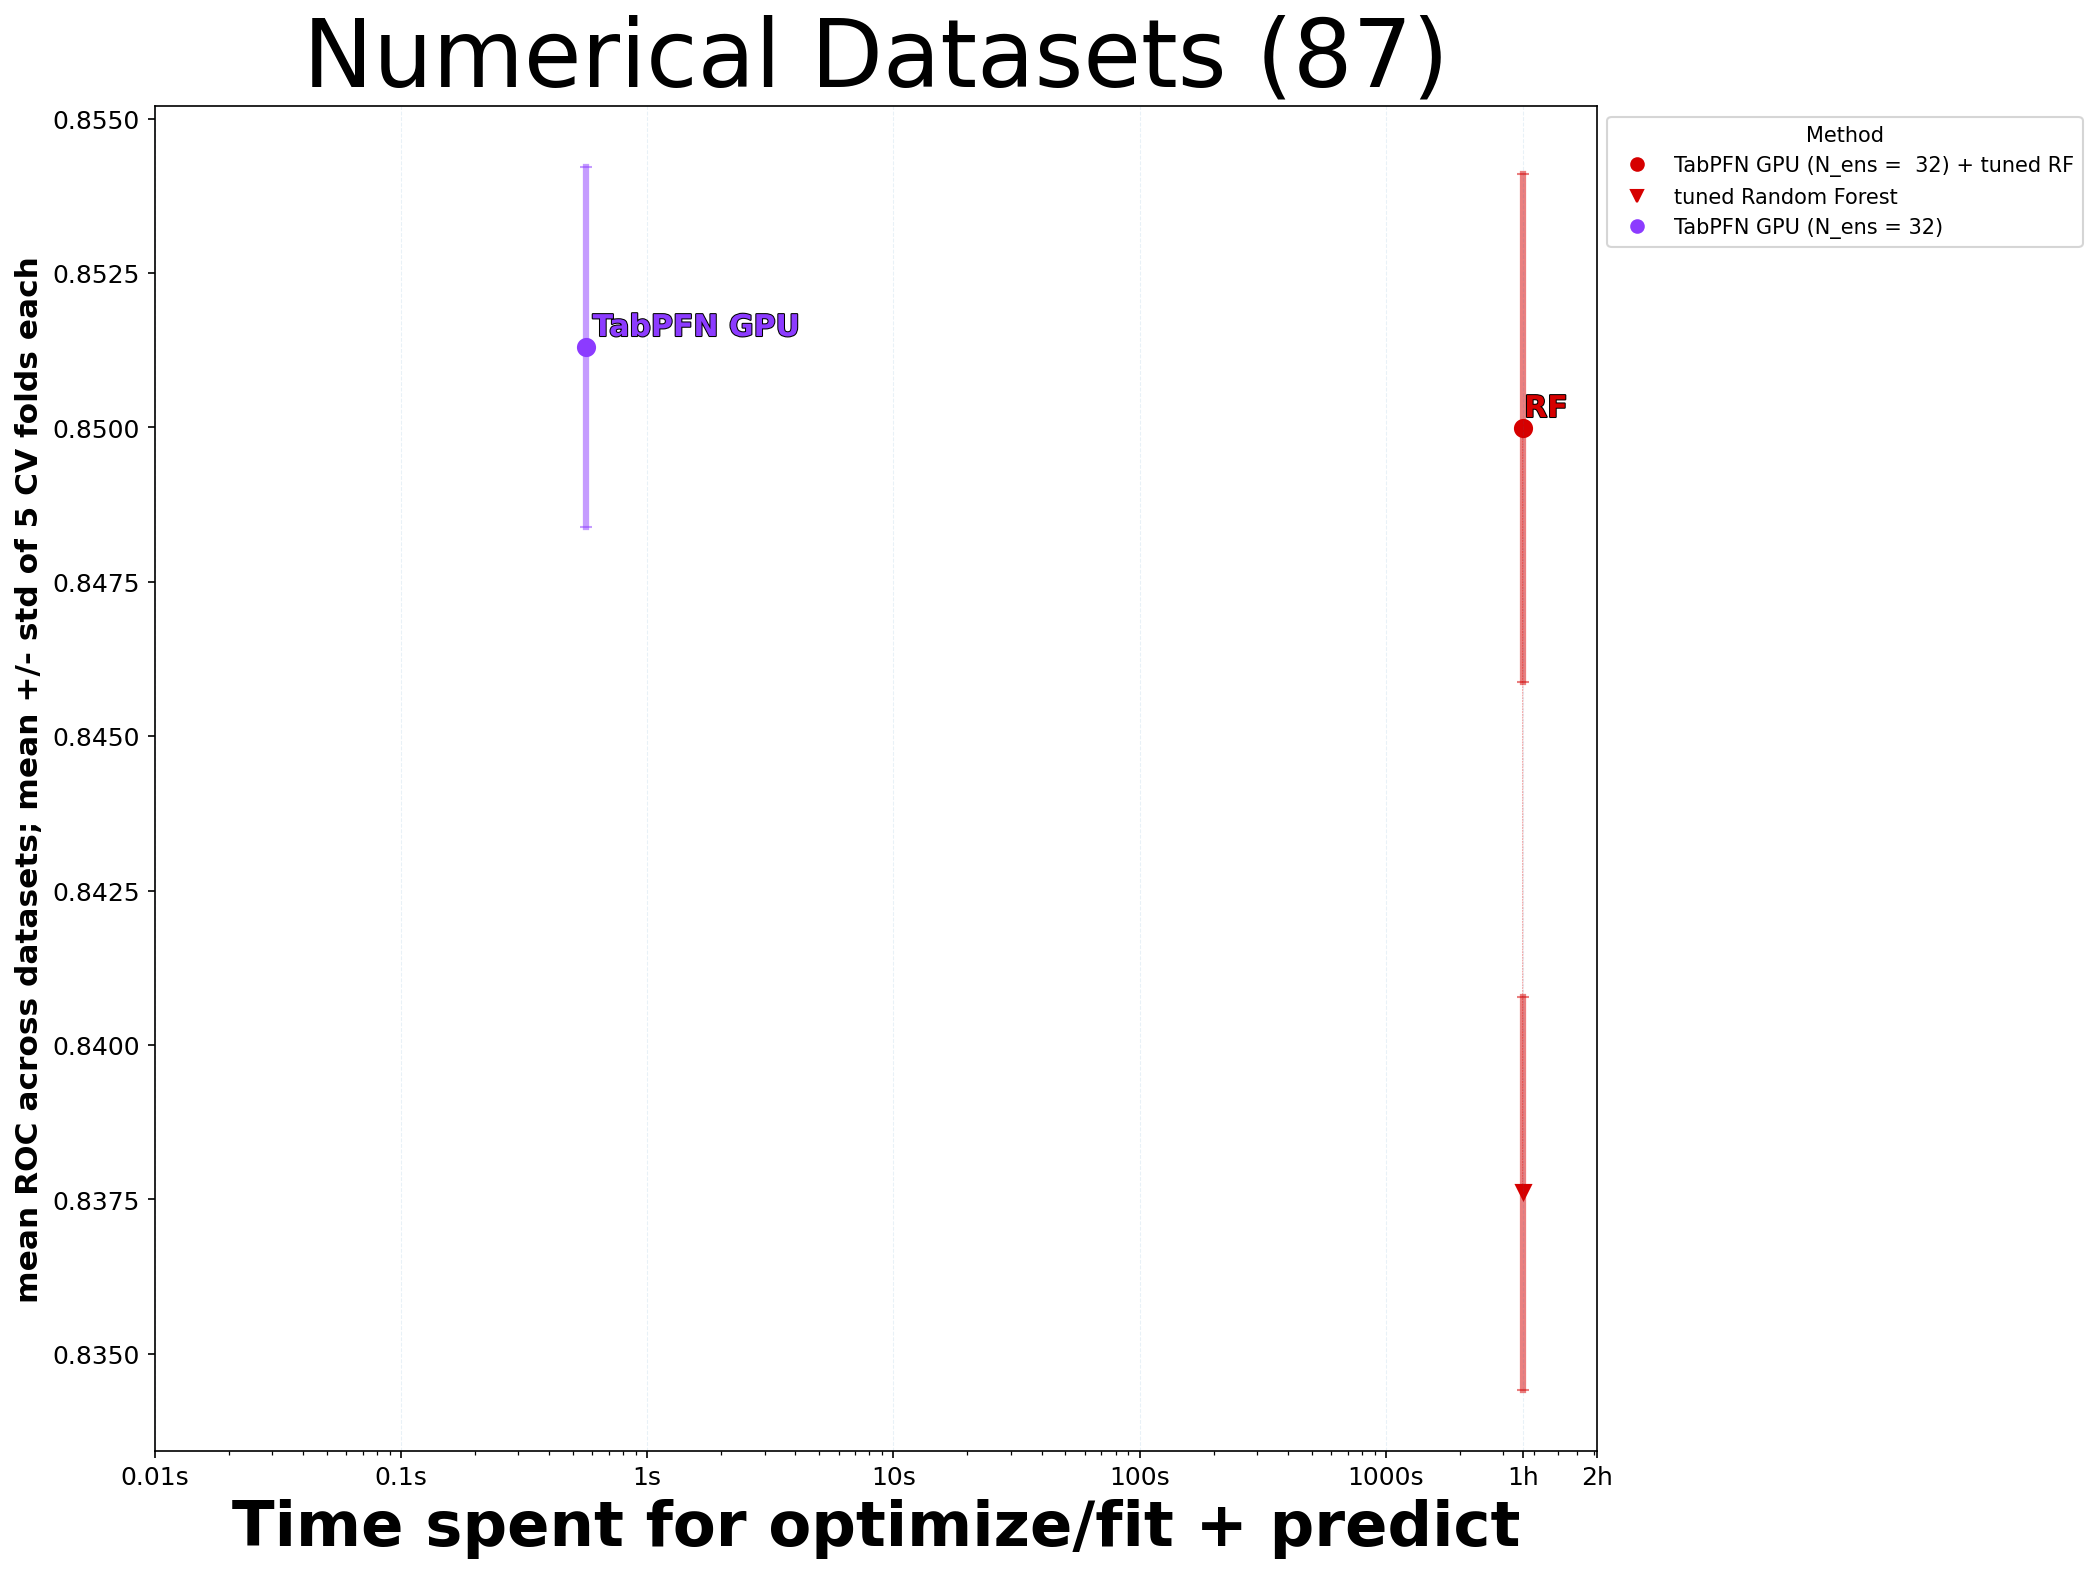 Numerical Datasets (87)
mean ROC across datasets; mean +/- std of 5 CV folds each
0.8550
0.8525
0.8500
0.8475
0.8450
0.8425
0.8400
0.8375
0.8350
TabPFN GPU
RF
Method
TabPFN GPU (N_ens =  32) + tuned RF
tuned Random Forest
TabPFN GPU (N_ens = 32)
0.01s 0.1s 1s 10s 100s 1000s 1h 2h
Time spent for optimize/fit + predict